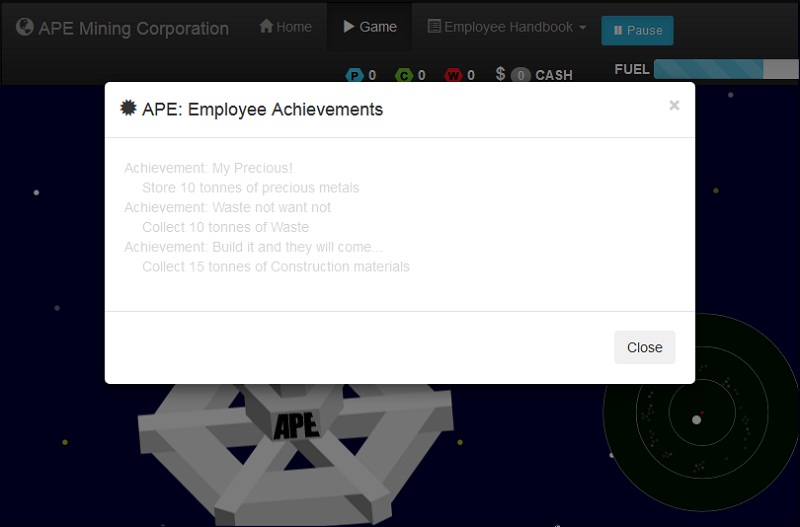 APE Mining Corporation Home Game Employee Handbook Pause
P 0 C 0 W 0 $ 0 CASH FUEL
APE: Employee Achievements ×
Achievement: My Precious!
Store 10 tonnes of precious metals
Achievement: Waste not want not
Collect 10 tonnes of Waste
Achievement: Build it and they will come...
Collect 15 tonnes of Construction materials
Close
APE